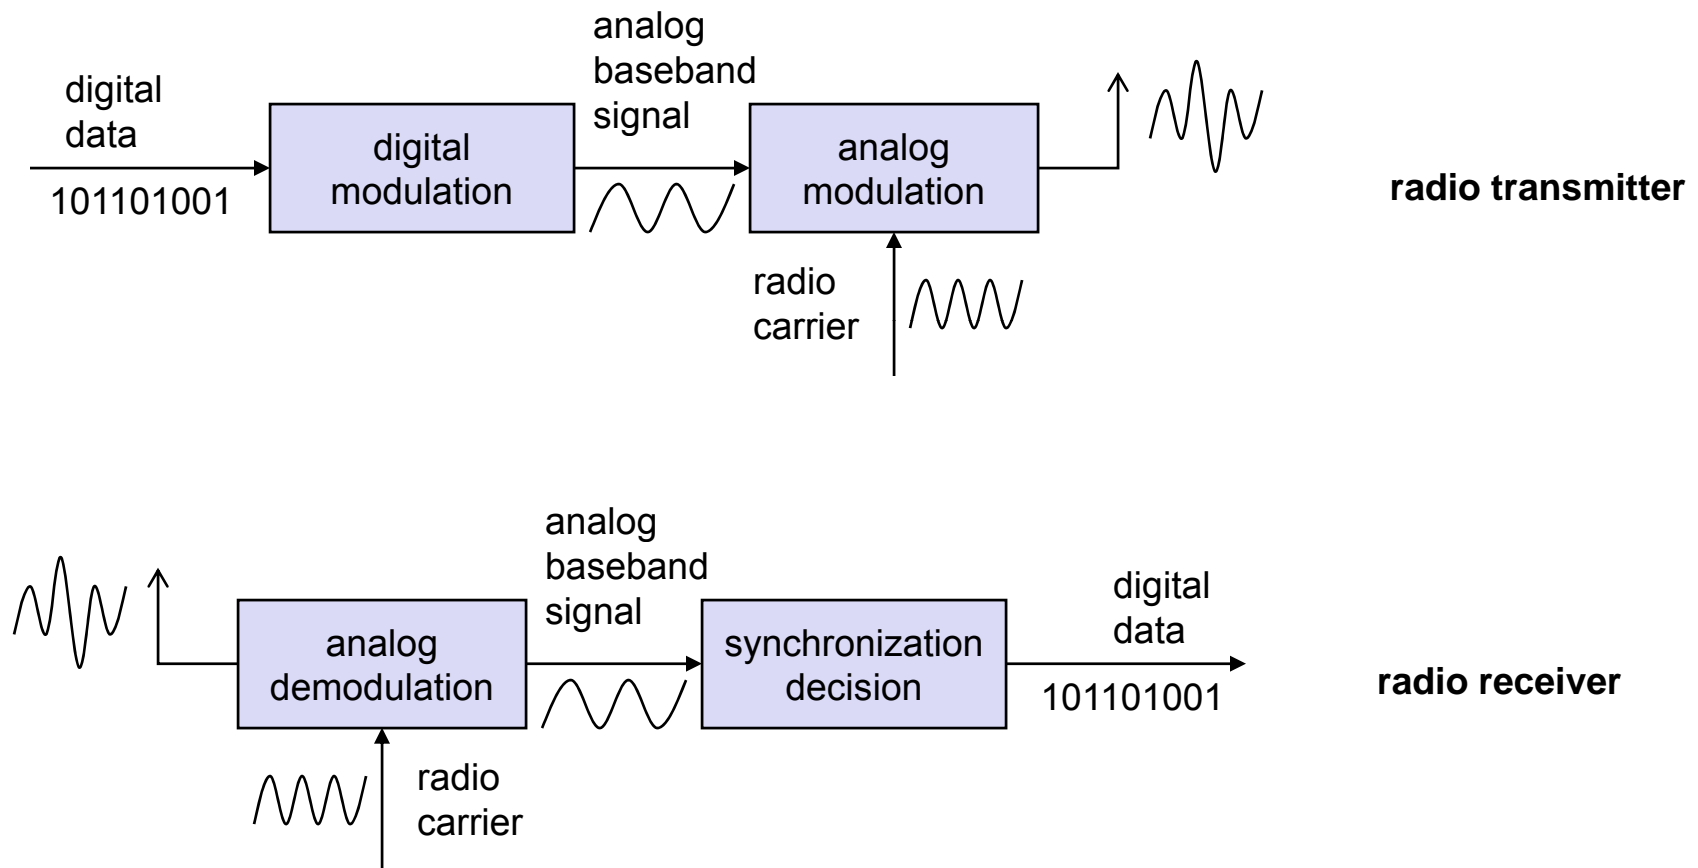 analog
baseband
signal
digital
data
101101001
digital
modulation
analog
modulation
radio transmitter
radio
carrier
analog
baseband
signal
digital
data
101101001
analog
demodulation
synchronization
decision
radio receiver
radio
carrier